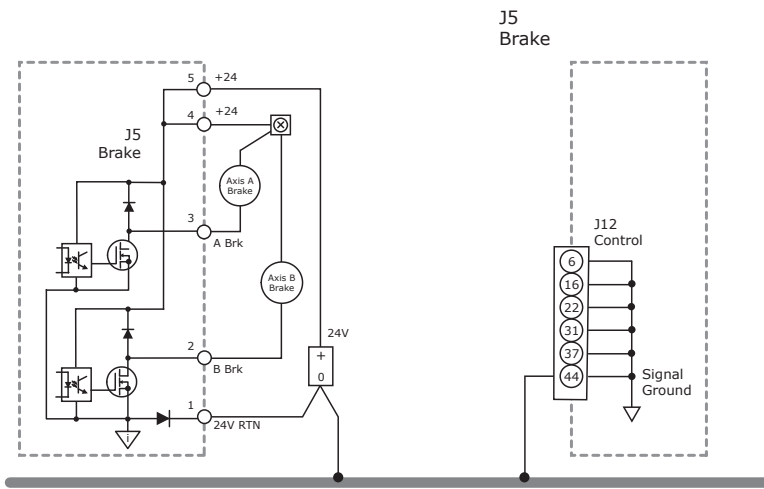 J5
Brake
5 +24
4 +24
J5
Brake
Axis A
Brake
3
A Brk
J12
Control
6
16
22
31
37
44
Axis B
Brake
24V
+
0
2
B Brk
Signal
Ground
1
24V RTN
i